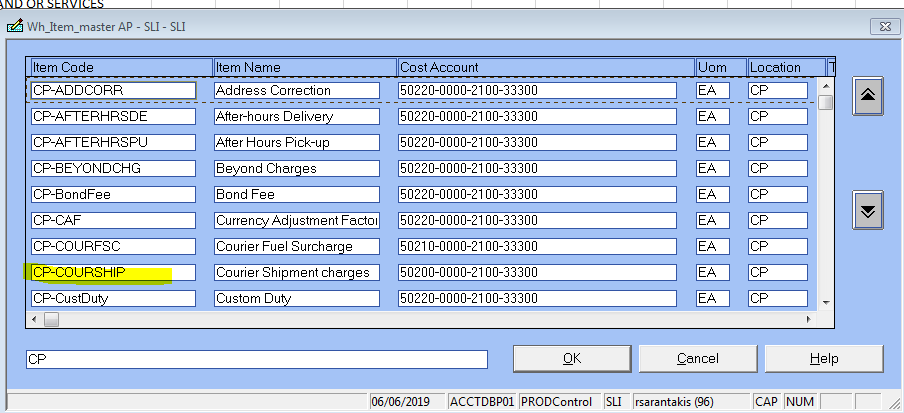 AND OR SERVICES
Wh_Item_master AP - SLI - SLI
Item Code Item Name Cost Account Uom Location T
CP-ADDCORR Address Correction 50220-0000-2100-33300 EA CP
CP-AFTERHRSDE After-hours Delivery 50220-0000-2100-33300 EA CP
CP-AFTERHRSPU After Hours Pick-up 50220-0000-2100-33300 EA CP
CP-BEYONDCHG Beyond Charges 50220-0000-2100-33300 EA CP
CP-BondFee Bond Fee 50220-0000-2100-33300 EA CP
CP-CAF Currency Adjustment Factor 50220-0000-2100-33300 EA CP
CP-COURFSC Courier Fuel Surcharge 50210-0000-2100-33300 EA CP
CP-COURSHIP Courier Shipment charges 50200-0000-2100-33300 EA CP
CP-CustDuty Custom Duty 50220-0000-2100-33300 EA CP
CP OK Cancel Help
06/06/2019 ACCTDBP01 PRODControl SLI rsarantakis (96) CAP NUM